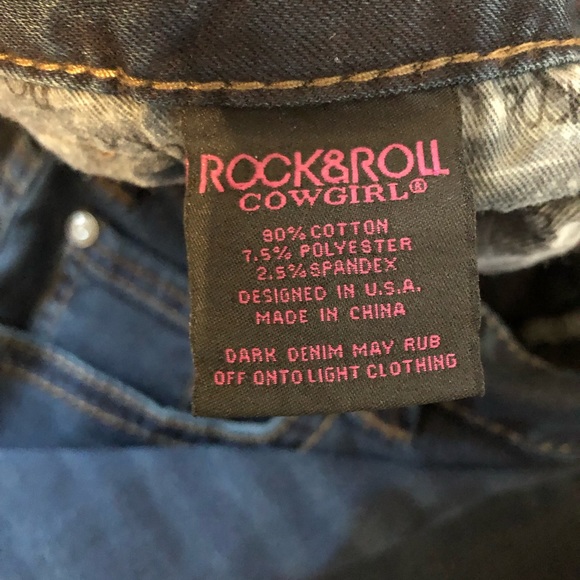 ROCK&ROLL
COWGIRL®
90% COTTON
7.5% POLYESTER
2.5% SPANDEX
DESIGNED IN U.S.A.
MADE IN CHINA
DARK DENIM MAY RUB
OFF ONTO LIGHT CLOTHING